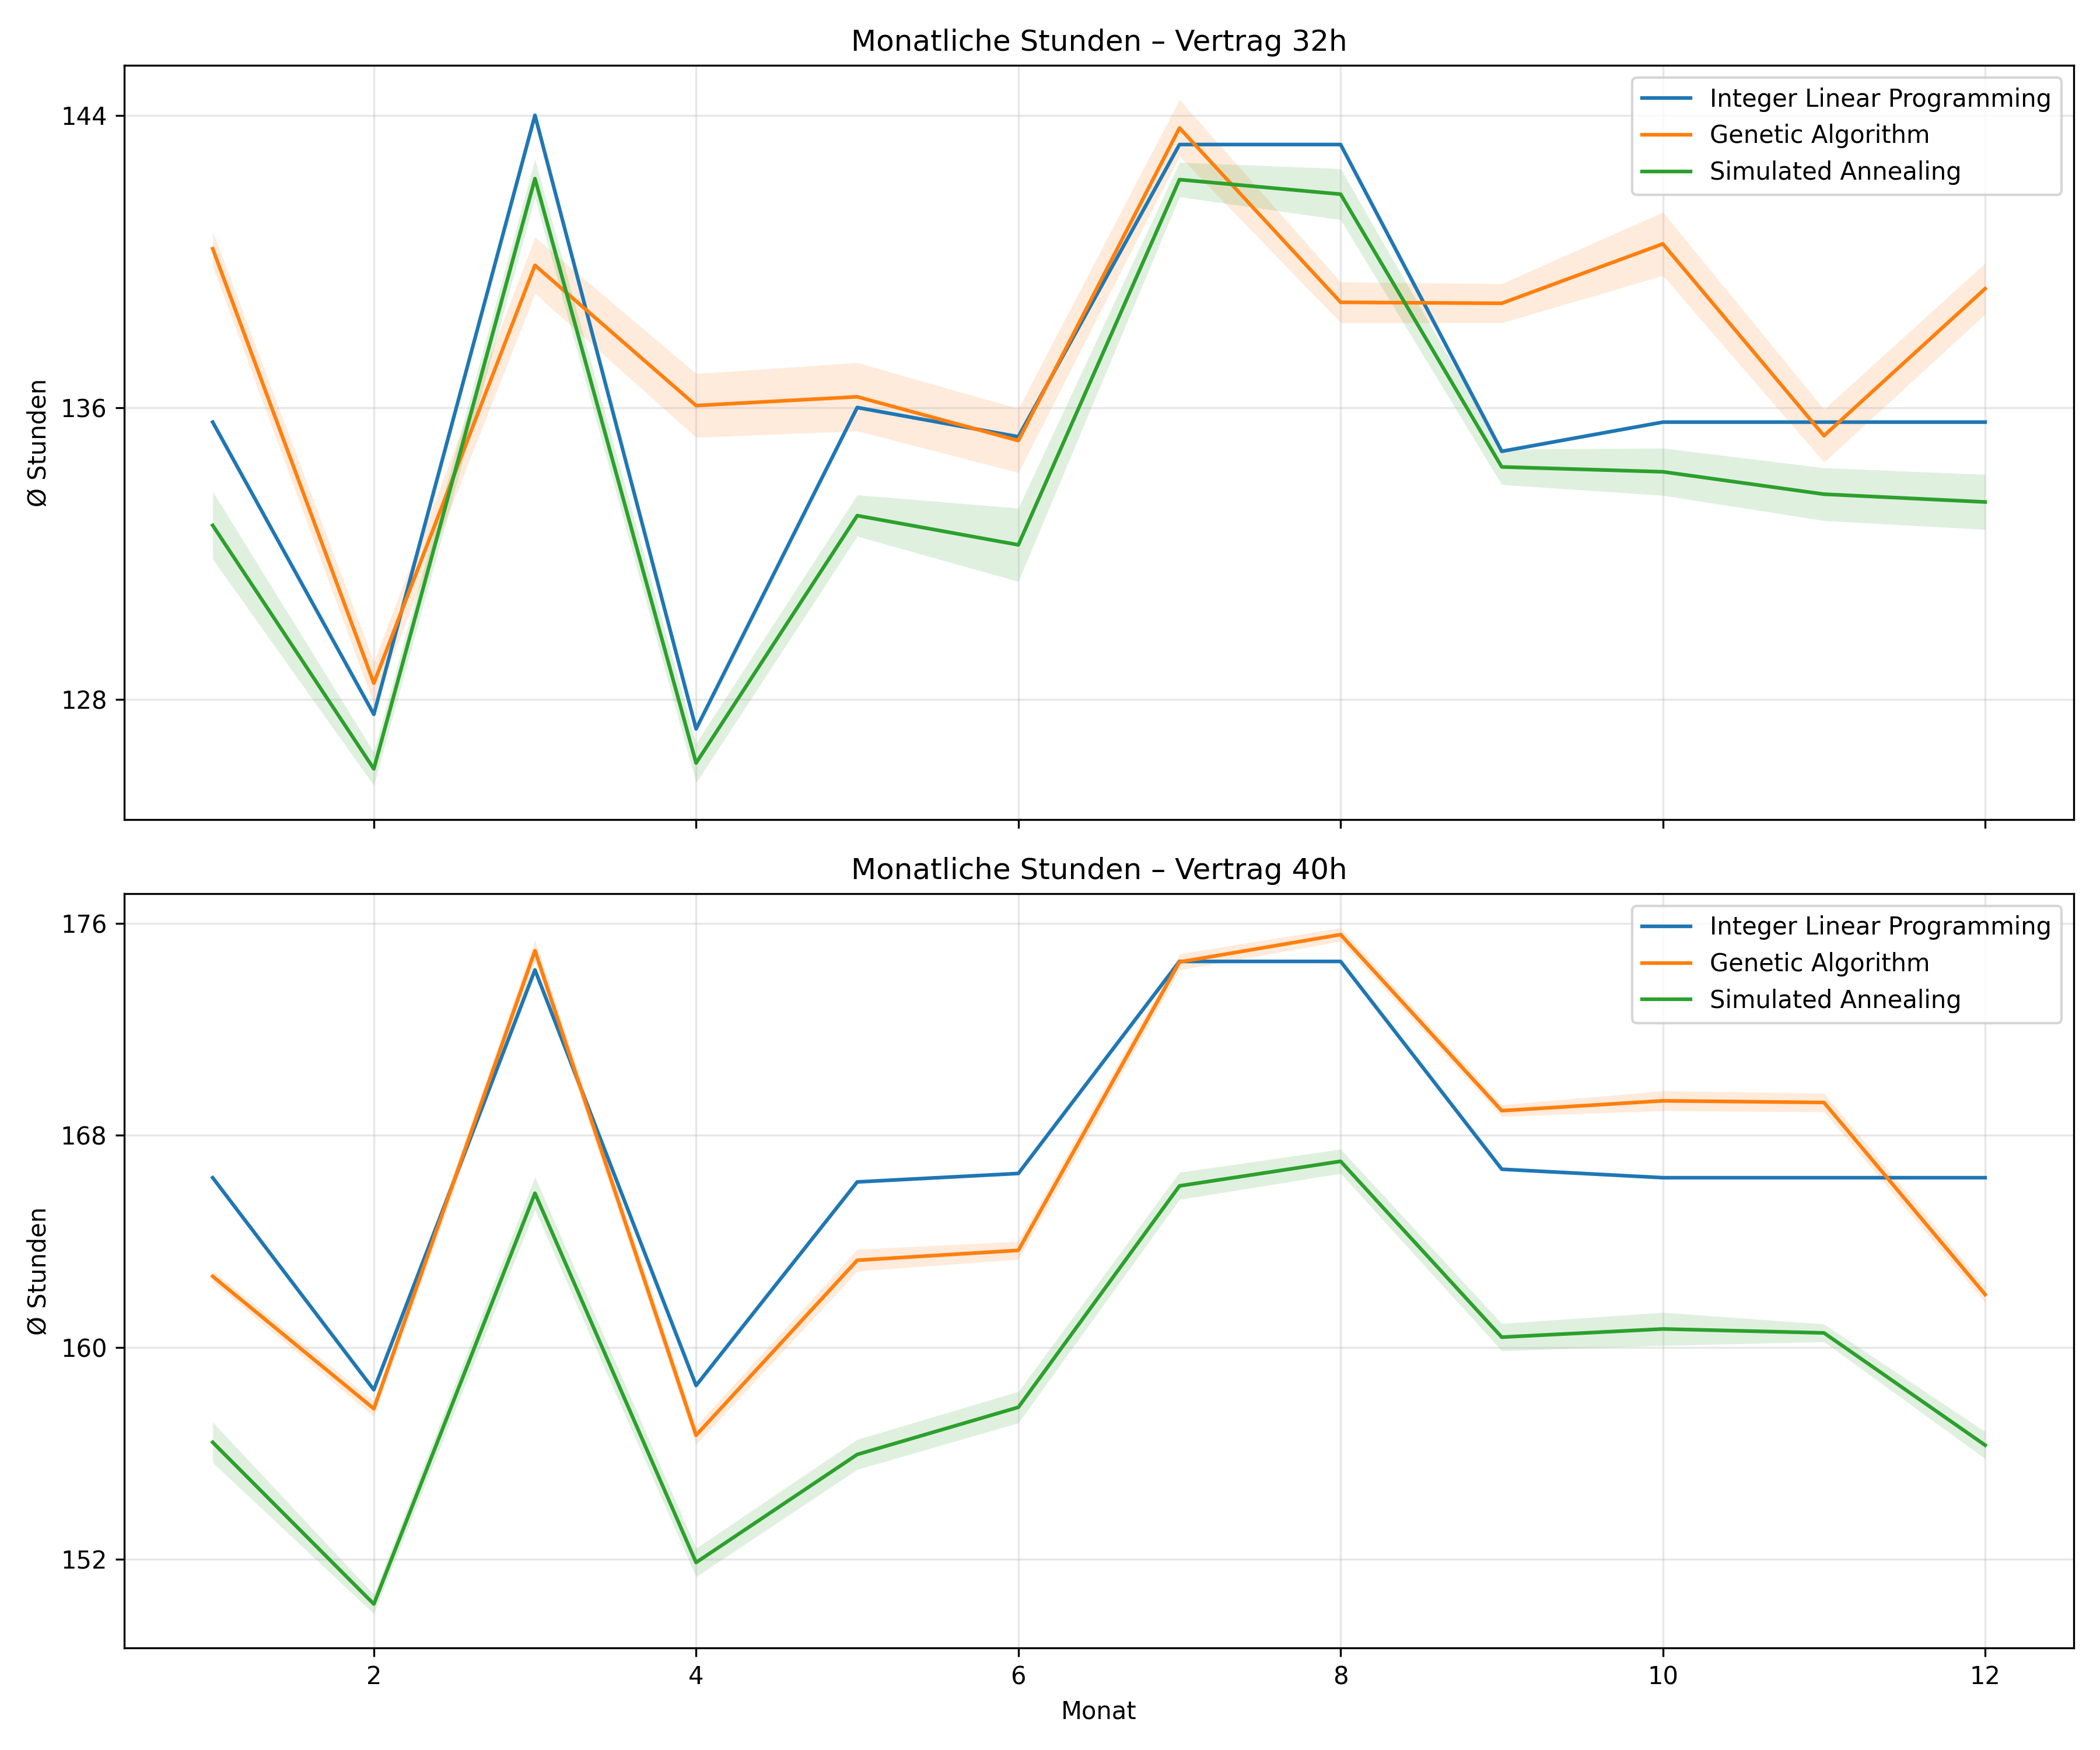 Monatliche Stunden – Vertrag 32h
Integer Linear Programming
Genetic Algorithm
Simulated Annealing
144
136
128
Ø Stunden
Monatliche Stunden – Vertrag 40h
Integer Linear Programming
Genetic Algorithm
Simulated Annealing
176
168
160
152
Ø Stunden
2 4 6 8 10 12
Monat